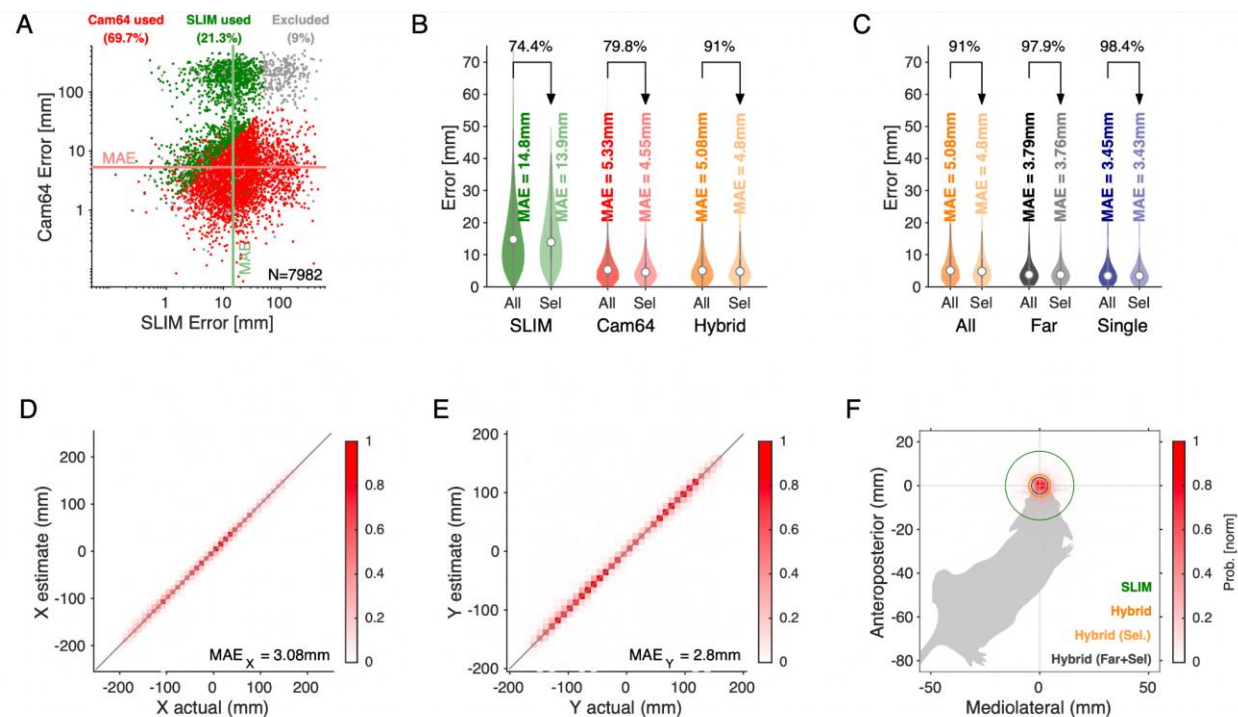 A
Cam64 used
(69.7%)
SLIM used
(21.3%)
Excluded
(9%)
Cam64 Error [mm]
100
10
1
MAE
MAE
N=7982
1
10
100
SLIM Error [mm]
B
74.4%
79.8%
91%
Error [mm]
70
60
50
40
30
20
10
0
MAE = 14.8mm
MAE = 13.9mm
MAE = 5.33mm
MAE = 4.55mm
MAE = 5.08mm
MAE = 4.8mm
All
Sel
All
Sel
All
Sel
SLIM
Cam64
Hybrid
C
91%
97.9%
98.4%
Error [mm]
70
60
50
40
30
20
10
0
MAE = 5.08mm
MAE = 4.8mm
MAE = 3.79mm
MAE = 3.76mm
MAE = 3.45mm
MAE = 3.43mm
All
Sel
All
Sel
All
Sel
All
Far
Single
D
X estimate (mm)
200
100
0
-100
-200
MAE X = 3.08mm
-200
-100
0
100
200
X actual (mm)
1
0.8
0.6
0.4
0.2
0
E
Y estimate (mm)
200
100
0
-100
-200
MAE Y = 2.8mm
-200
-100
0
100
200
Y actual (mm)
1
0.8
0.6
0.4
0.2
0
F
Anteroposterior (mm)
20
0
-20
-40
-60
-80
SLIM
Hybrid
Hybrid (Sel.)
Hybrid (Far+Sel)
-50
0
50
Mediolateral (mm)
1
0.8
0.6
0.4
0.2
0
Prob. [norm]